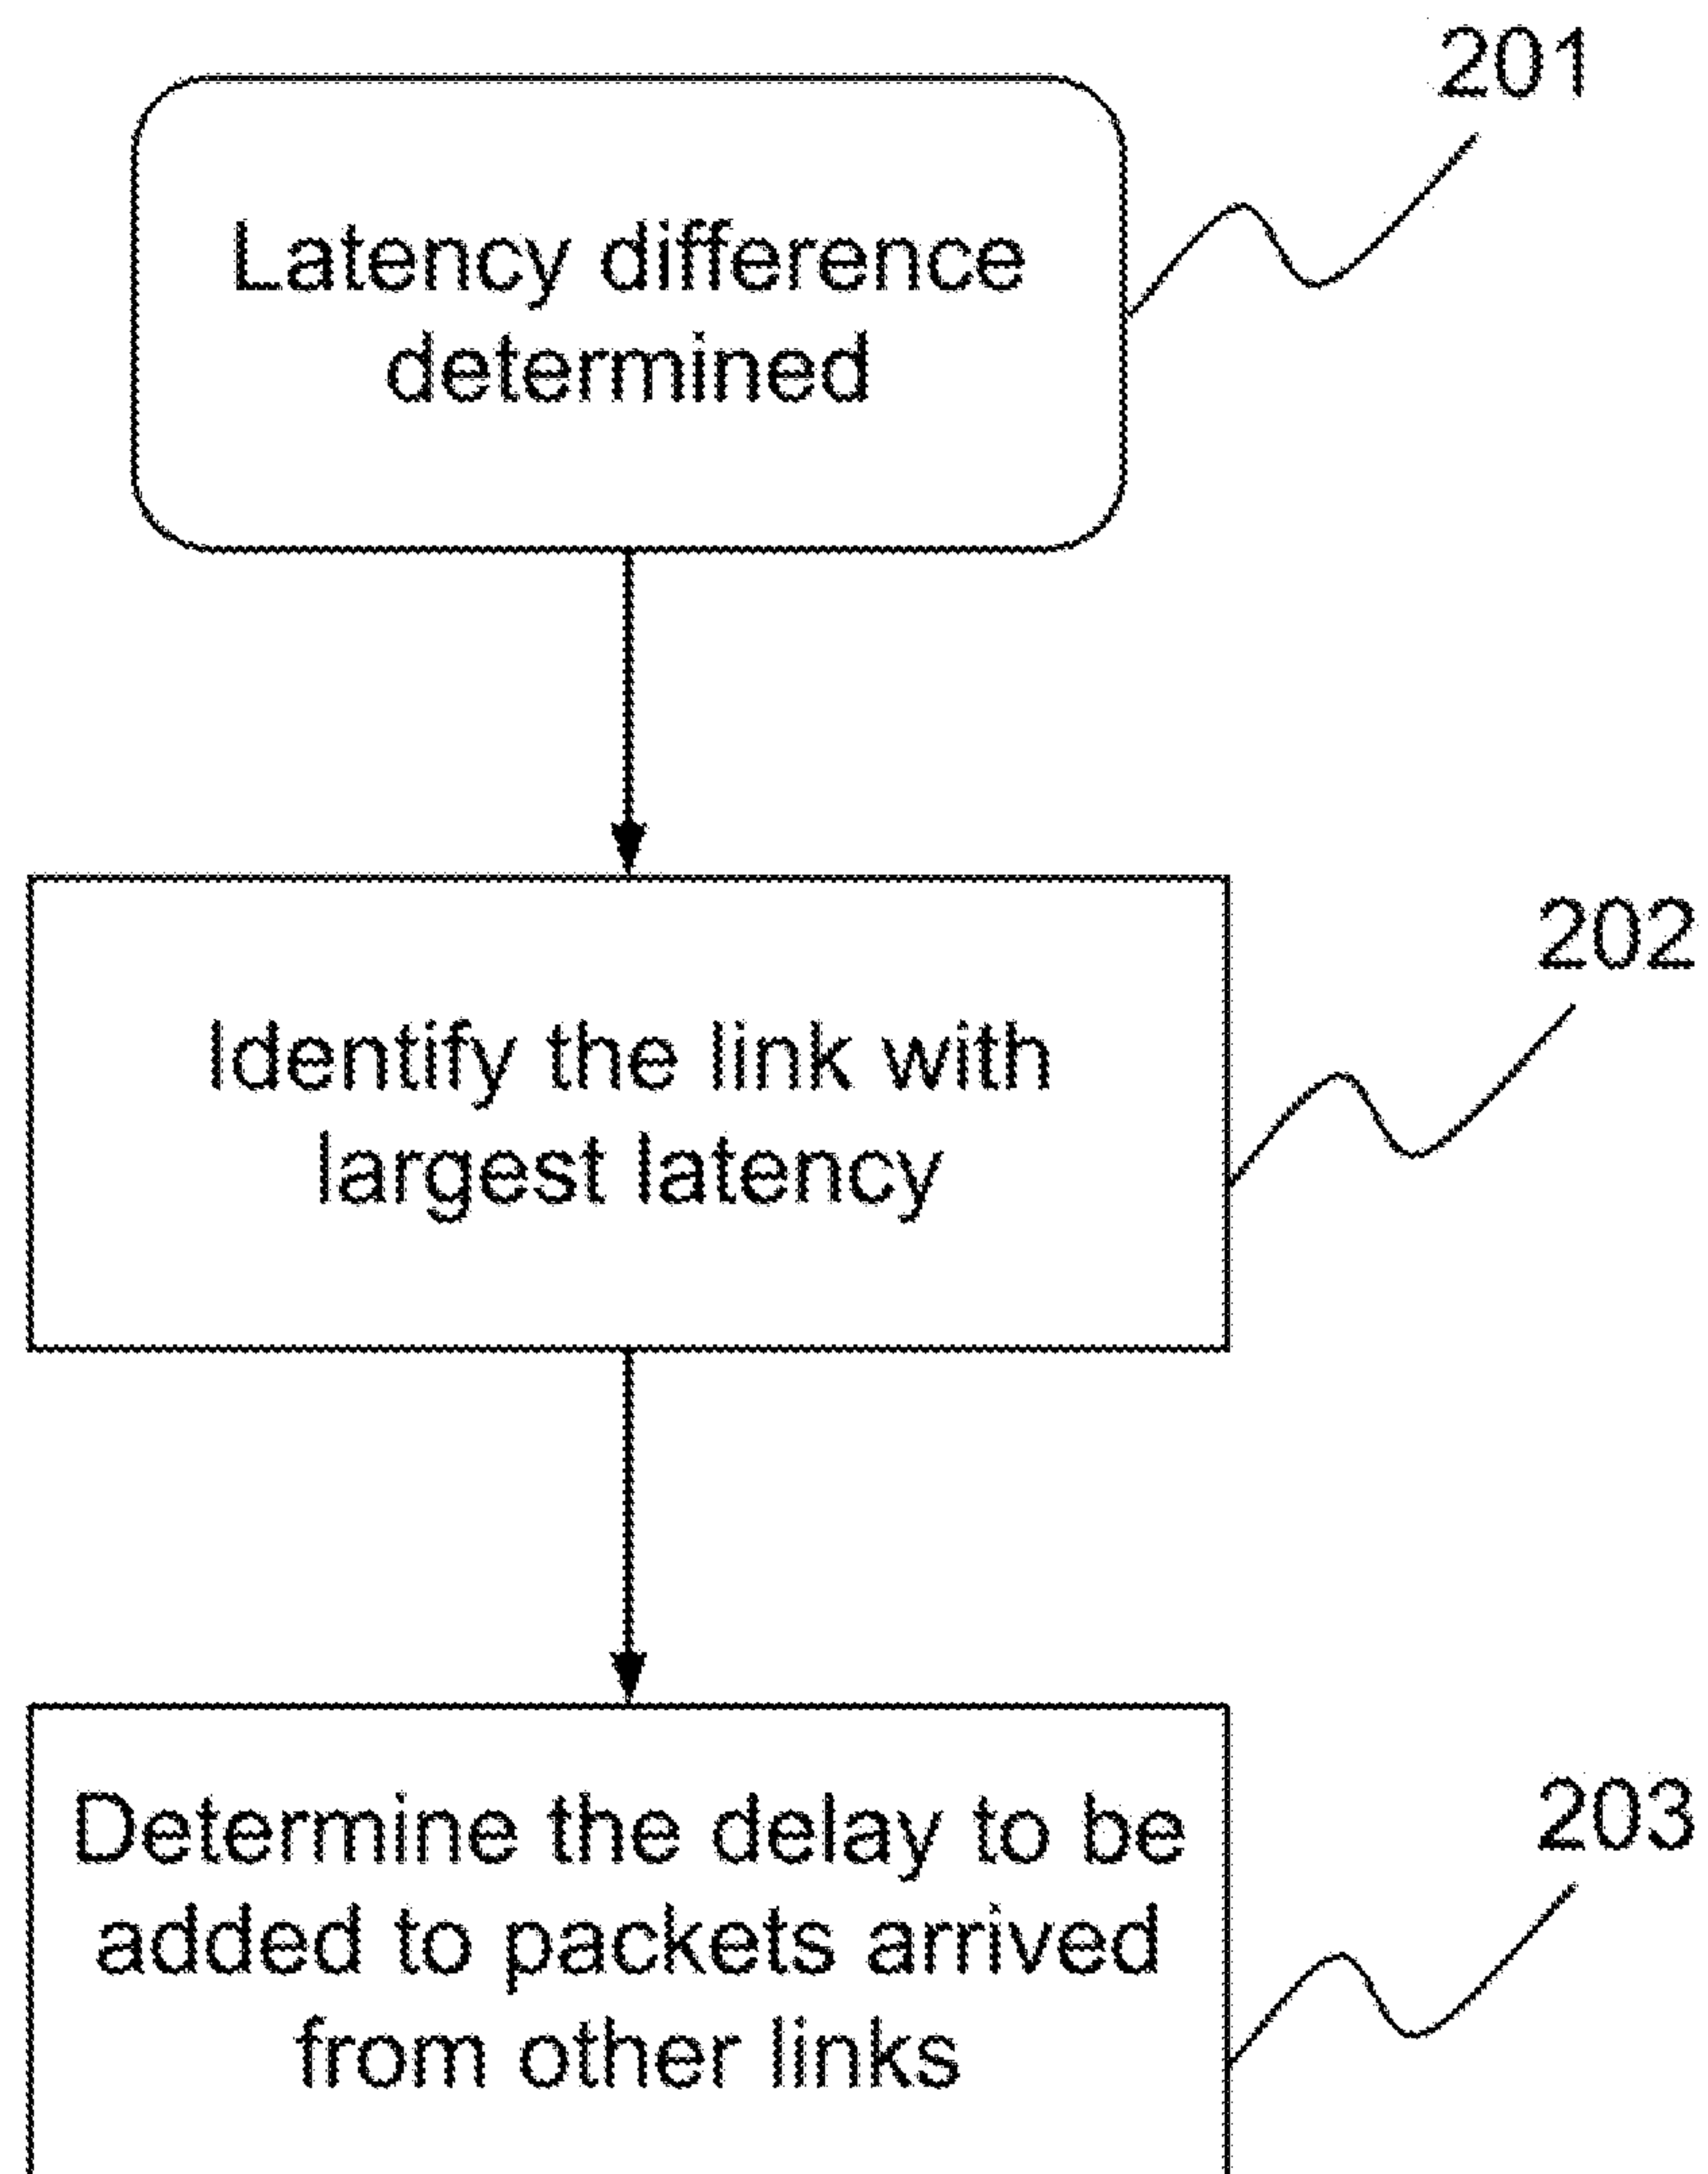 201
Latency difference
determined
202
Identify the link with
largest latency
203
Determine the delay to be
added to packets arrived
from other links